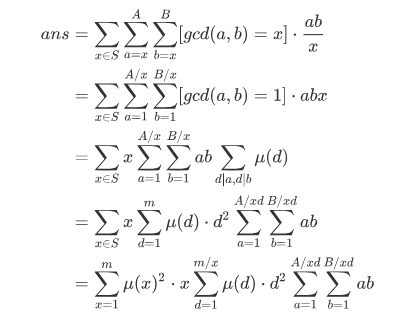 ans = \sum_{x \in S} \sum_{a=x}^{A} \sum_{b=x}^{B} [gcd(a, b) = x] \cdot \frac{ab}{x}
= \sum_{x \in S} \sum_{a=1}^{A/x} \sum_{b=1}^{B/x} [gcd(a, b) = 1] \cdot abx
= \sum_{x \in S} x \sum_{a=1}^{A/x} \sum_{b=1}^{B/x} ab \sum_{d|a,d|b} \mu(d)
= \sum_{x \in S} x \sum_{d=1}^{m} \mu(d) \cdot d^2 \sum_{a=1}^{A/xd} \sum_{b=1}^{B/xd} ab
= \sum_{x=1}^{m} \mu(x)^2 \cdot x \sum_{d=1}^{m/x} \mu(d) \cdot d^2 \sum_{a=1}^{A/xd} \sum_{b=1}^{B/xd} ab